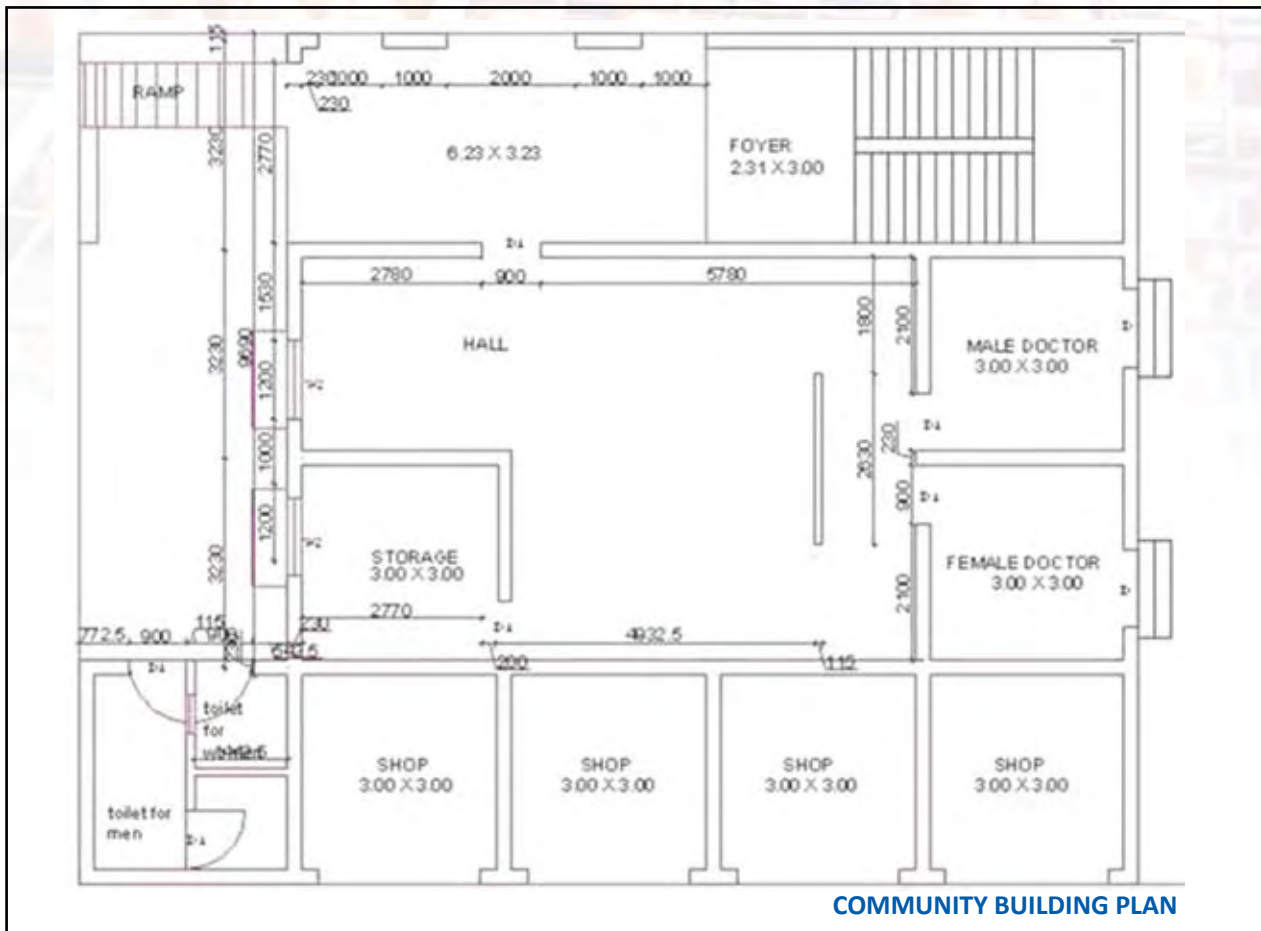 115
RAMP
230
1000
1000
2000
1000
1000
230
3230
2770
6.23 X 3.23
FOYER
2.31 X 3.00
D1
2780
900
5780
1530
1800
2100
3230
9690
HALL
MALE DOCTOR
3.00 X 3.00
1200
D1
230
2630
1000
900
D1
1200
STORAGE
3.00 X 3.00
FEMALE DOCTOR
3.00 X 3.00
3230
2100
2770
115
230
D1
4932.5
772.5
900
900
230
200
115
D1
toilet
for
SHOP
3.00 X 3.00
SHOP
3.00 X 3.00
SHOP
3.00 X 3.00
SHOP
3.00 X 3.00
toilet for
men
D1
COMMUNITY BUILDING PLAN